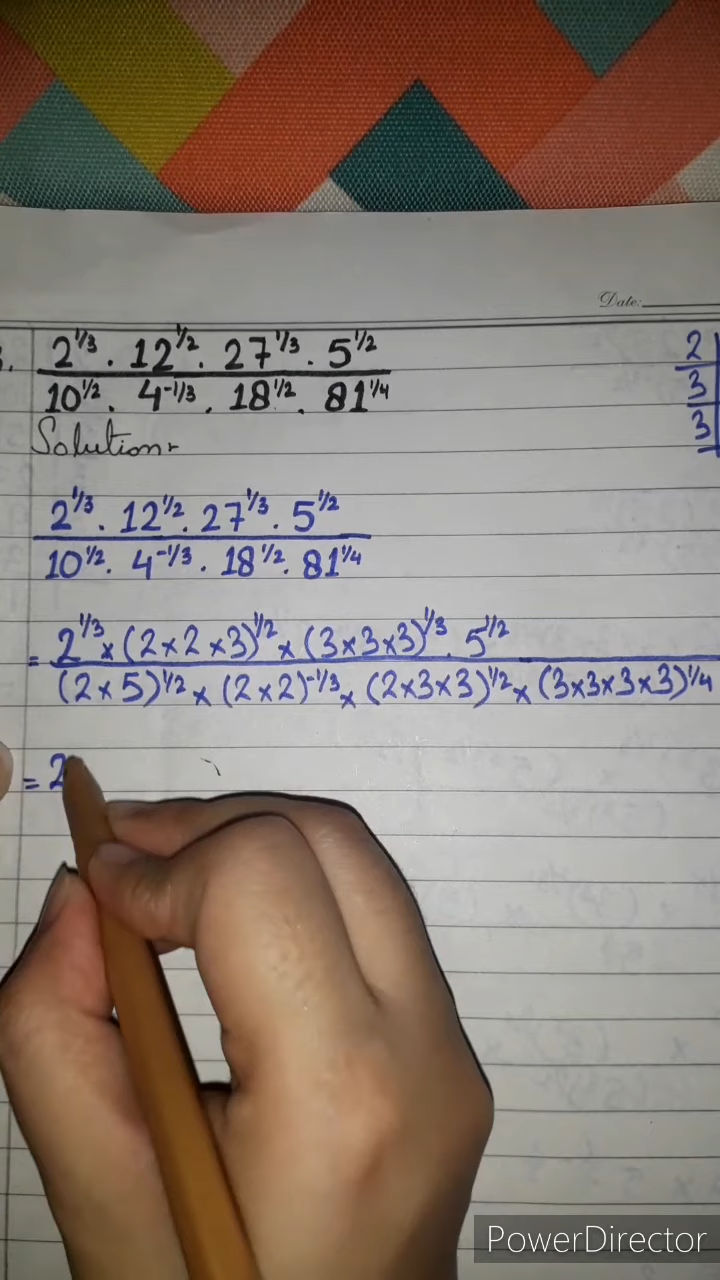 Date:
3. 2^1/3 . 12^1/2 . 27^1/3 . 5^1/2
10^1/2 . 4^-1/3 . 18^1/2 . 81^1/4
2
3
3
Solution:-
2^1/3 . 12^1/2 . 27^1/3 . 5^1/2
10^1/2 . 4^-1/3 . 18^1/2 . 81^1/4
= 2^1/3 × (2×2×3)^1/2 × (3×3×3)^1/3 . 5^1/2
(2×5)^1/2 × (2×2)^-1/3 × (2×3×3)^1/2 × (3×3×3×3)^1/4
= 2
PowerDirector